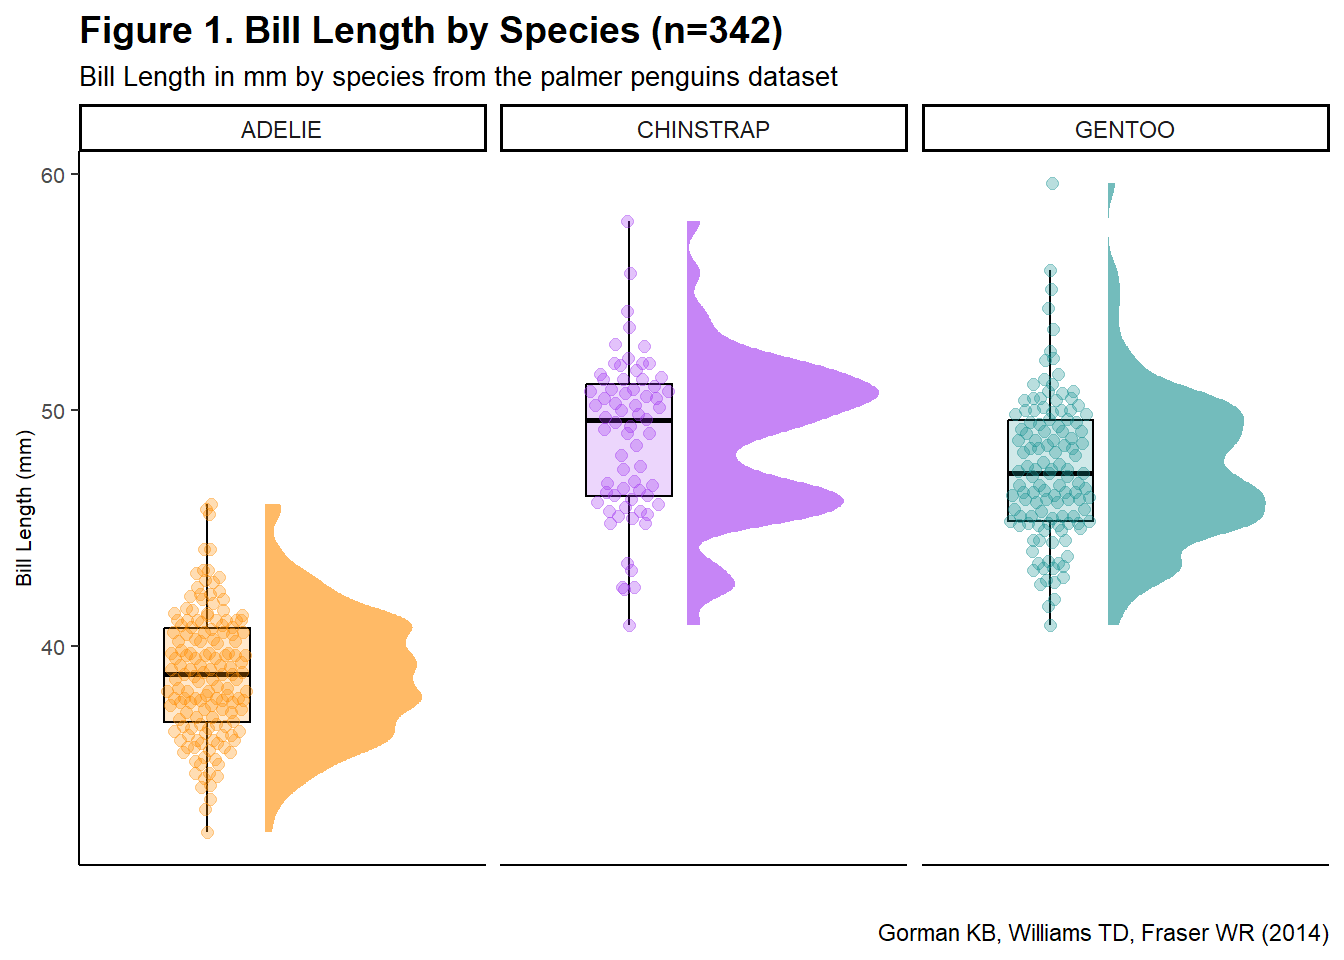 Figure 1. Bill Length by Species (n=342)
Bill Length in mm by species from the palmer penguins dataset
ADELIE
CHINSTRAP
GENTOO
60
50
40
Bill Length (mm)
Gorman KB, Williams TD, Fraser WR (2014)